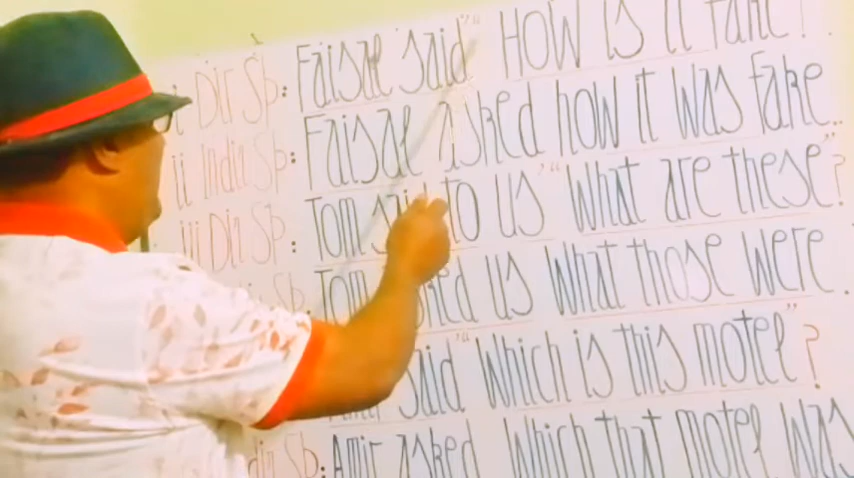 i Dir Sp: Faisal said "How is it fake?
ii Indir Sp: Faisal asked how it was fake..
iii Dir Sp: Tom said to us "What are these"?
Sp: Tom us what those were.
said "Which is this motel"?
dir Sp: Amir asked which that motel was